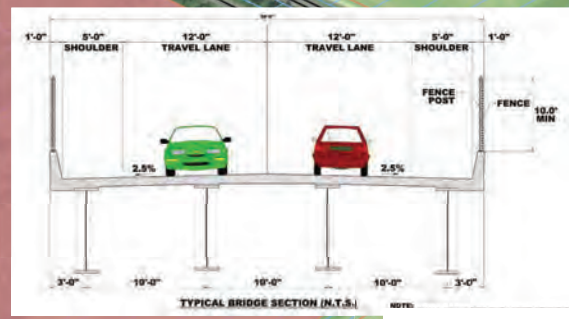 1'-0" 5'-0" 12'-0" 12'-0" 5'-0" 1'-0"
SHOULDER TRAVEL LANE TRAVEL LANE SHOULDER
FENCE POST
FENCE
10.0' MIN
2.5% 2.5%
3'-0" 10'-0" 10'-0" 10'-0" 3'-0"
TYPICAL BRIDGE SECTION (N.T.S.)
NOTE: